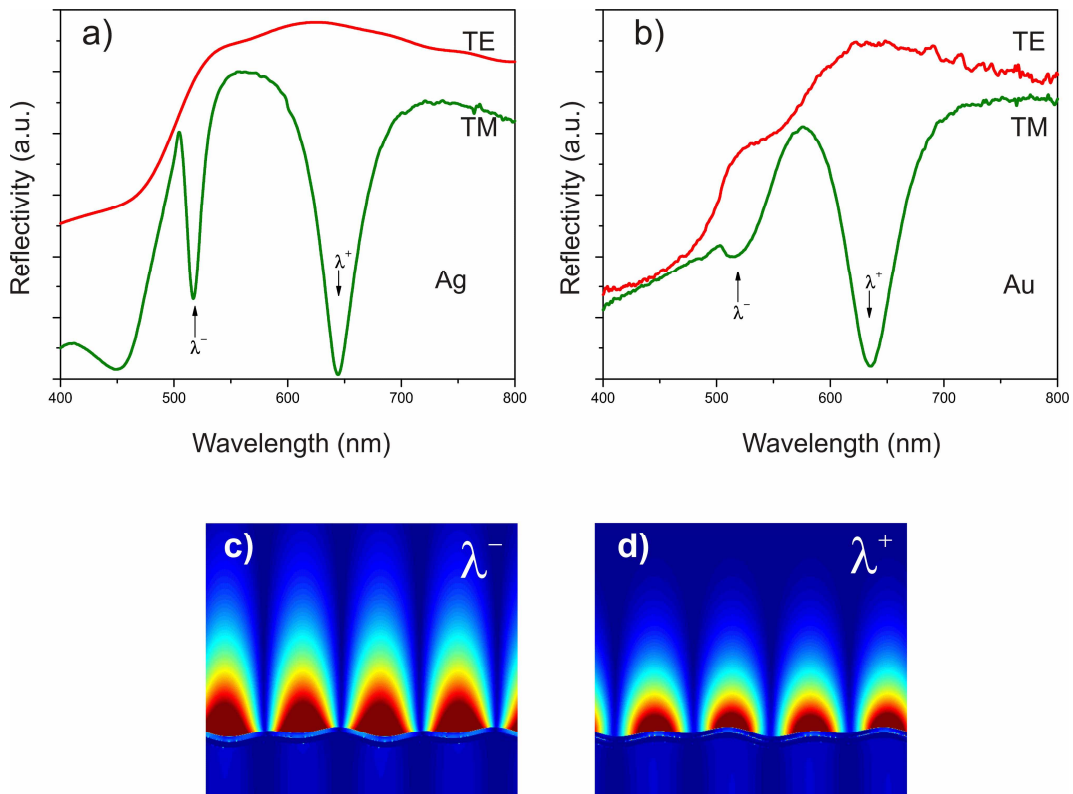 a)
TE
TM
Reflectivity (a.u.)
λ⁺
Ag
λ⁻
400 500 600 700 800
Wavelength (nm)
b)
TE
TM
Reflectivity (a.u.)
λ⁺
Au
λ⁻
400 500 600 700 800
Wavelength (nm)
c) λ⁻
d) λ⁺